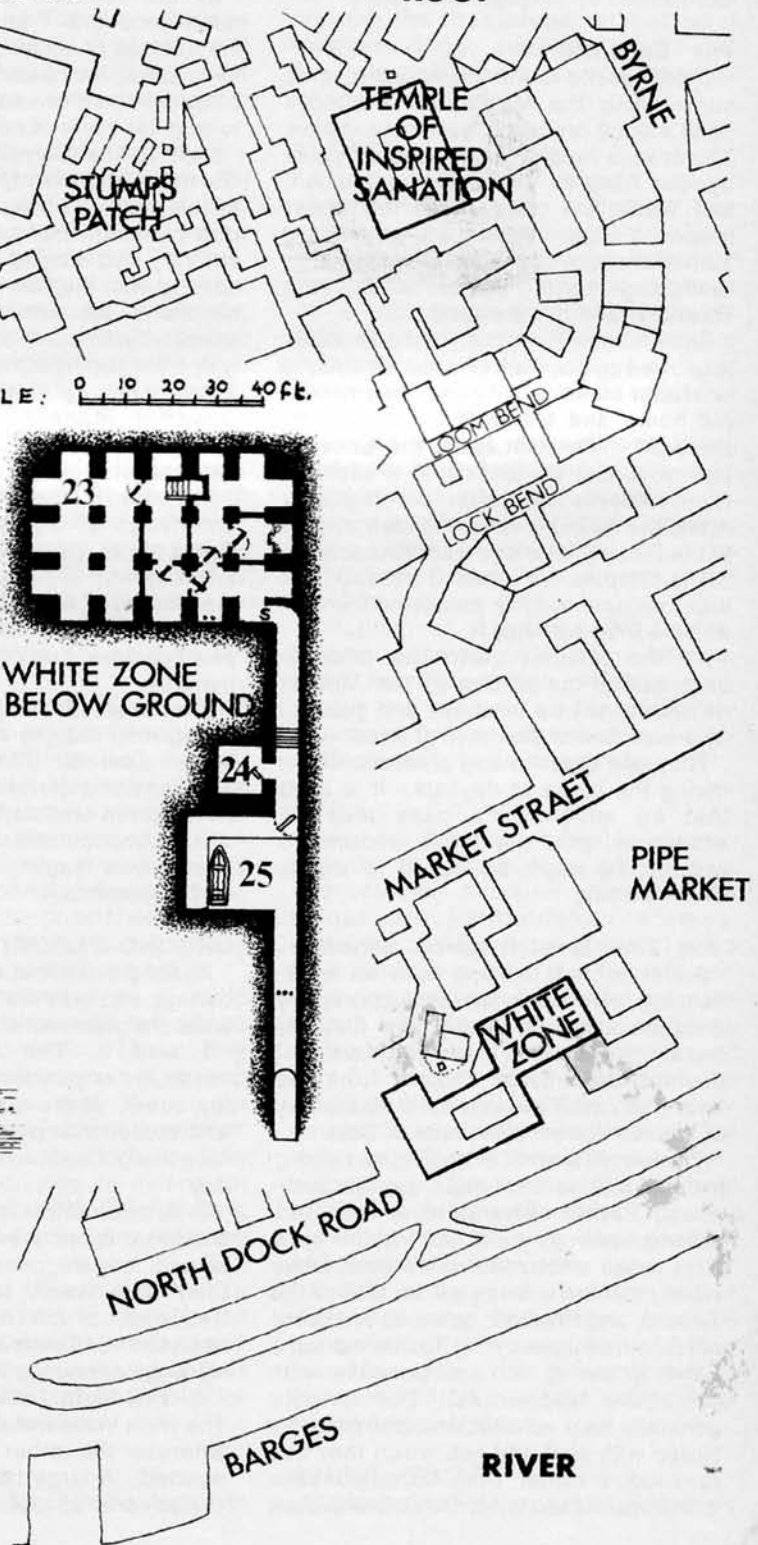 BYRNE
TEMPLE
OF
INSPIRED
SANATION
STUMPS
PATCH
0 10 20 30 40 ft.
LOOM BEND
LOCK BEND
23
S
WHITE ZONE
BELOW GROUND
24
25
MARKET STRAET
PIPE
MARKET
WHITE
ZONE
NORTH DOCK ROAD
BARGES
RIVER